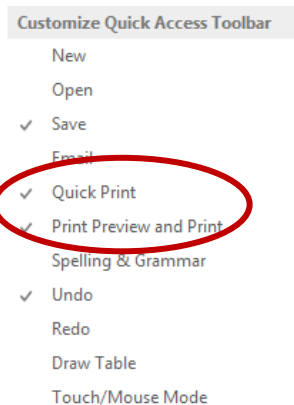 Customize Quick Access Toolbar
New
Open
Save
Email
Quick Print
Print Preview and Print
Spelling & Grammar
Undo
Redo
Draw Table
Touch/Mouse Mode